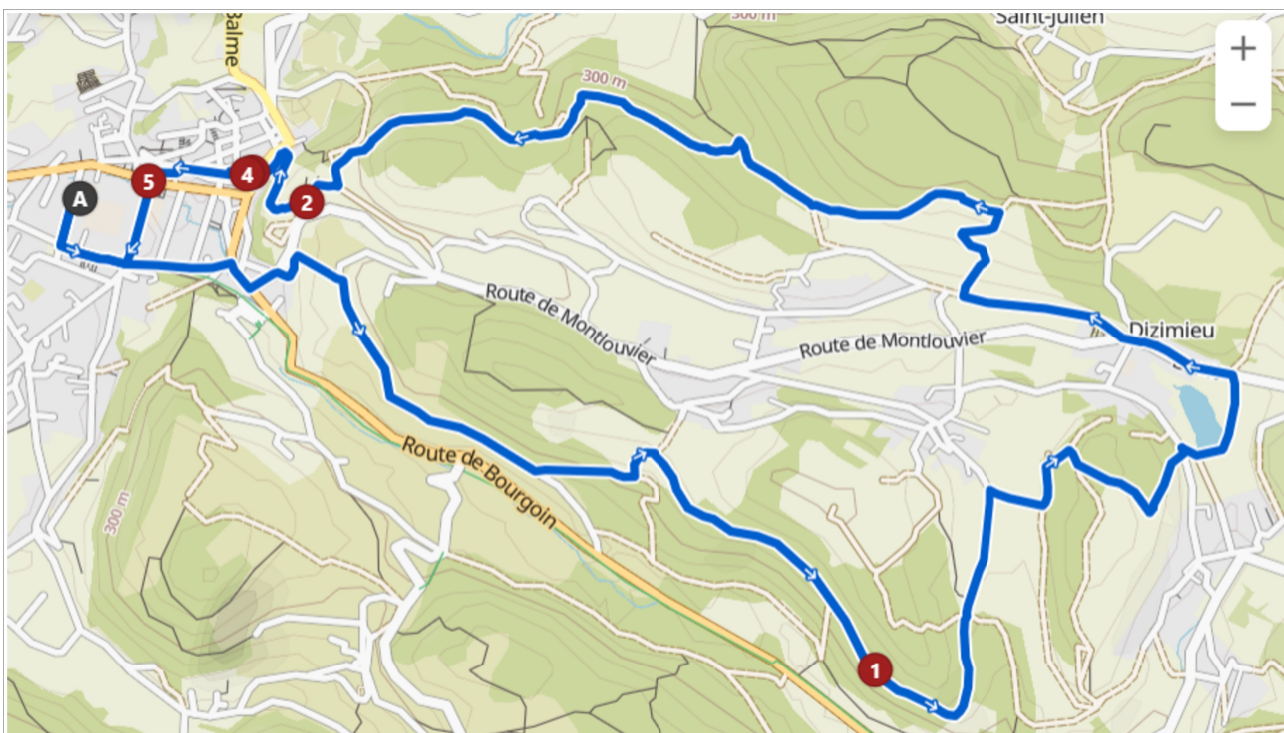 Balme
300 m
Saint-Julien
+
−
300 m
4
5
A
2
Route de Montlouvier
Dizimieu
Route de Montlouvier
Route de Bourgoin
300 m
1